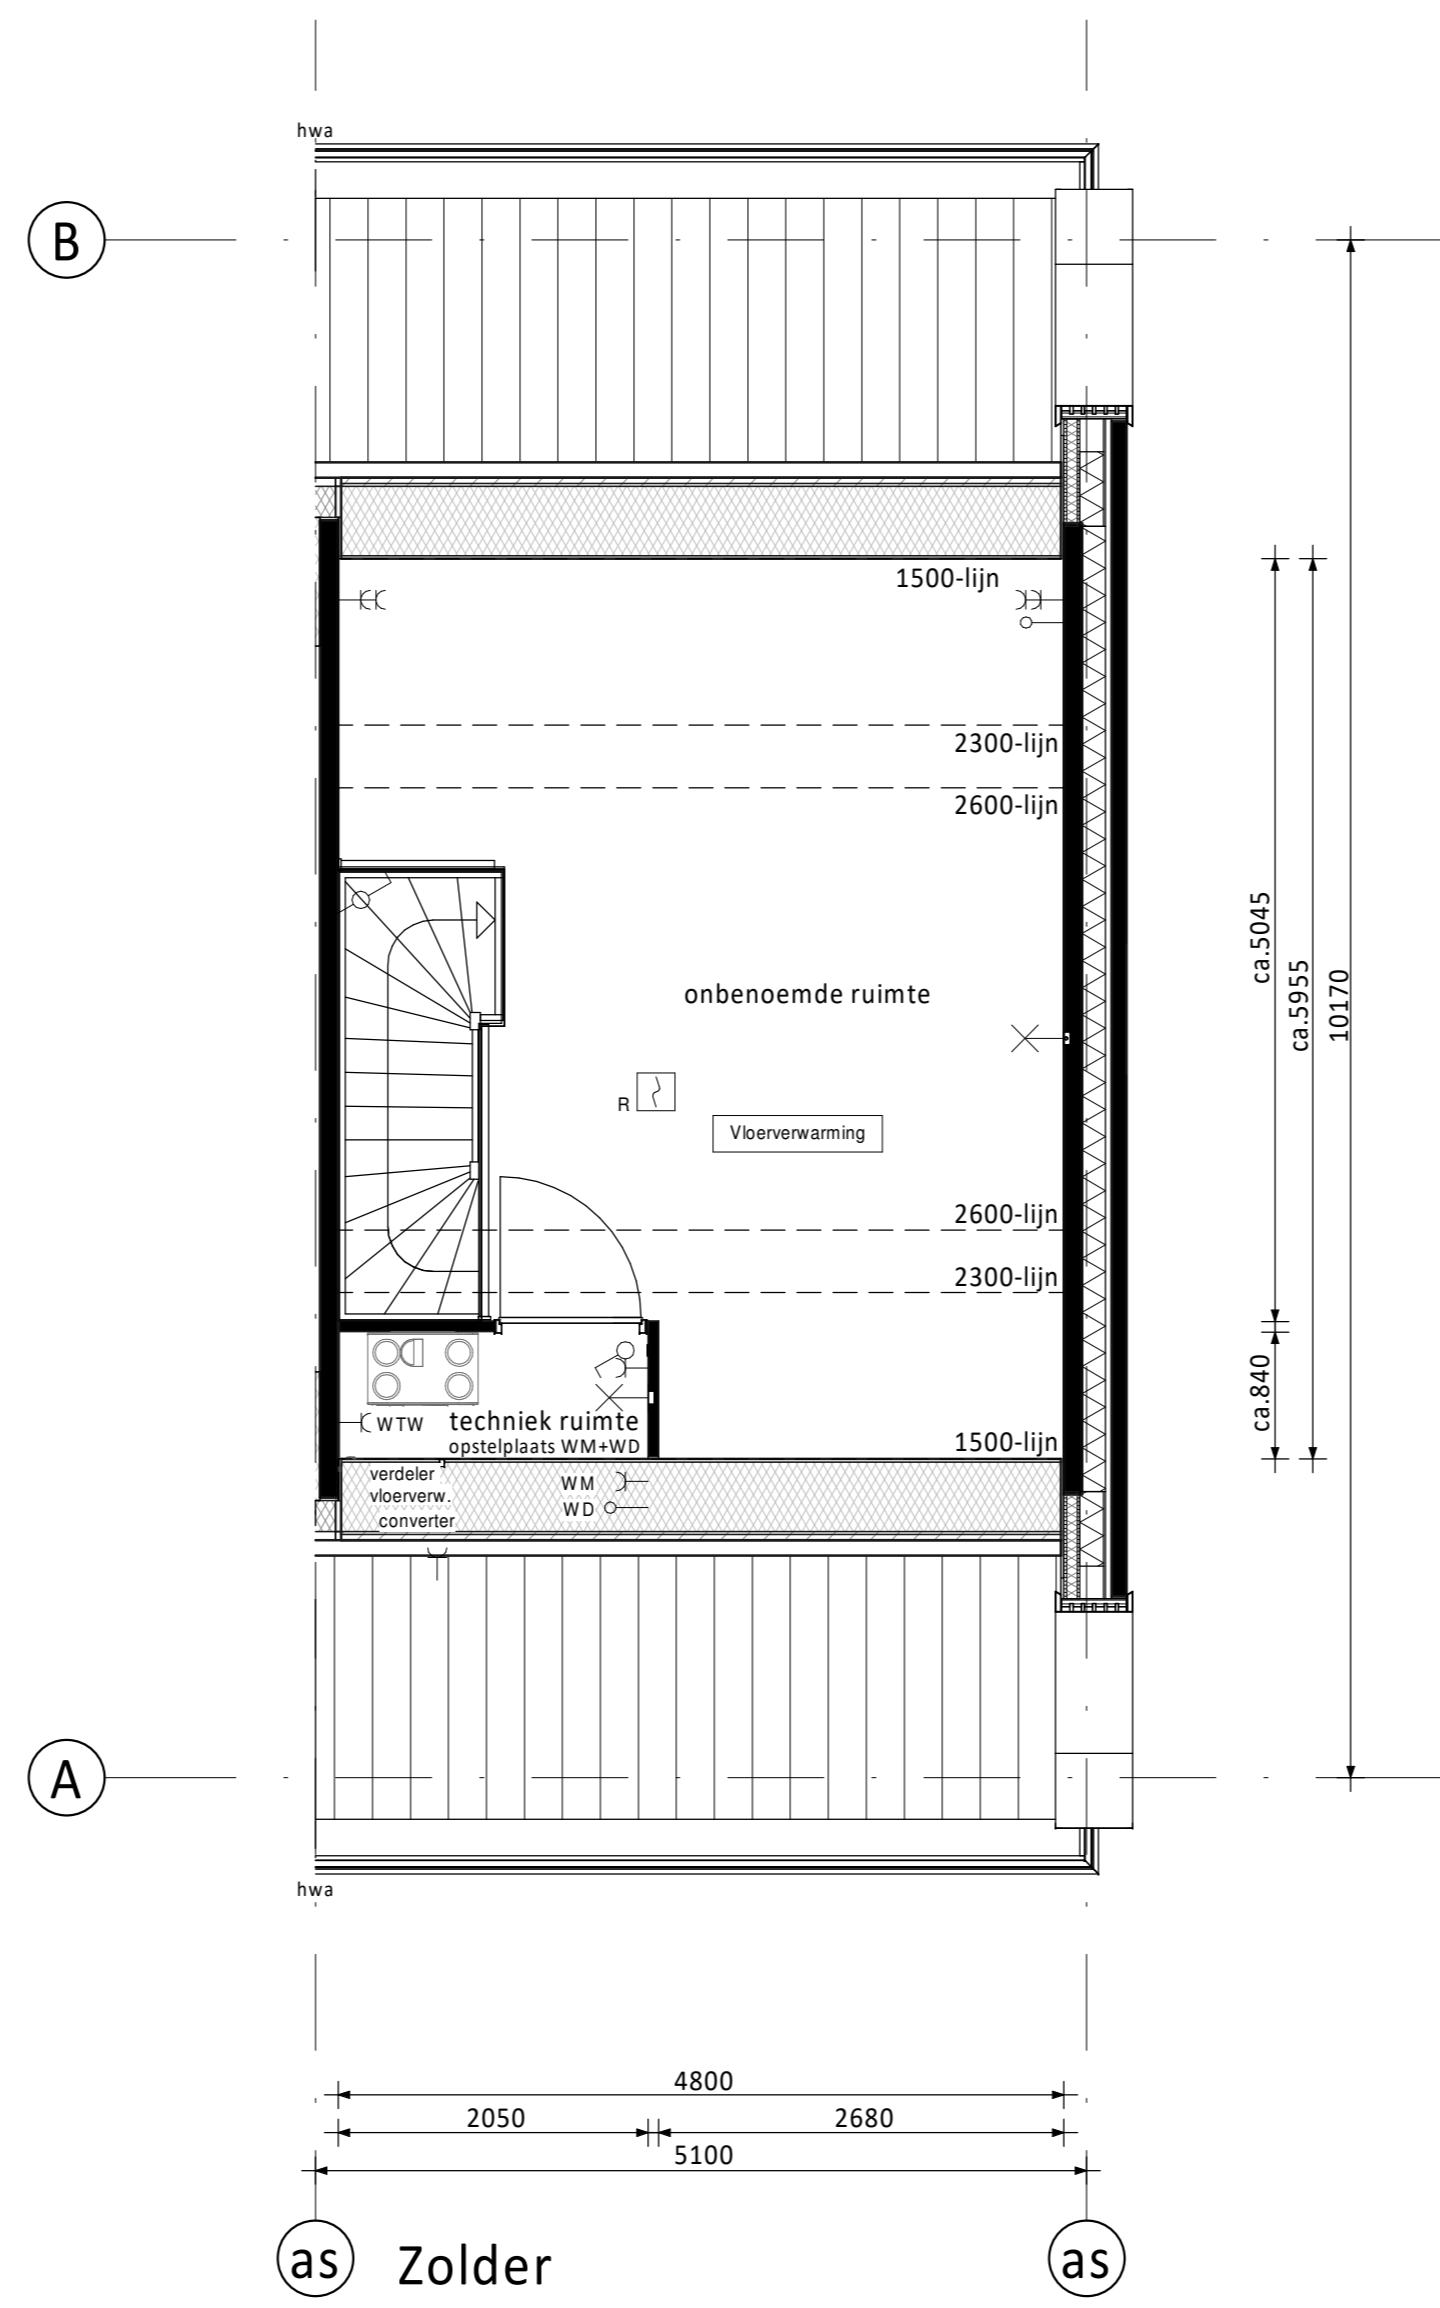 hwa
B
1500-lijn
2300-lijn
2600-lijn
ca.5045
ca.5955
10170
onbenoemde ruimte
R
Vloerverwarming
2600-lijn
2300-lijn
ca.840
WTW
techniek ruimte
opstelplaats WM+WD
1500-lijn
verdeler
vloerverw.
converter
WM
WD
A
hwa
4800
2050
2680
5100
as
Zolder
as